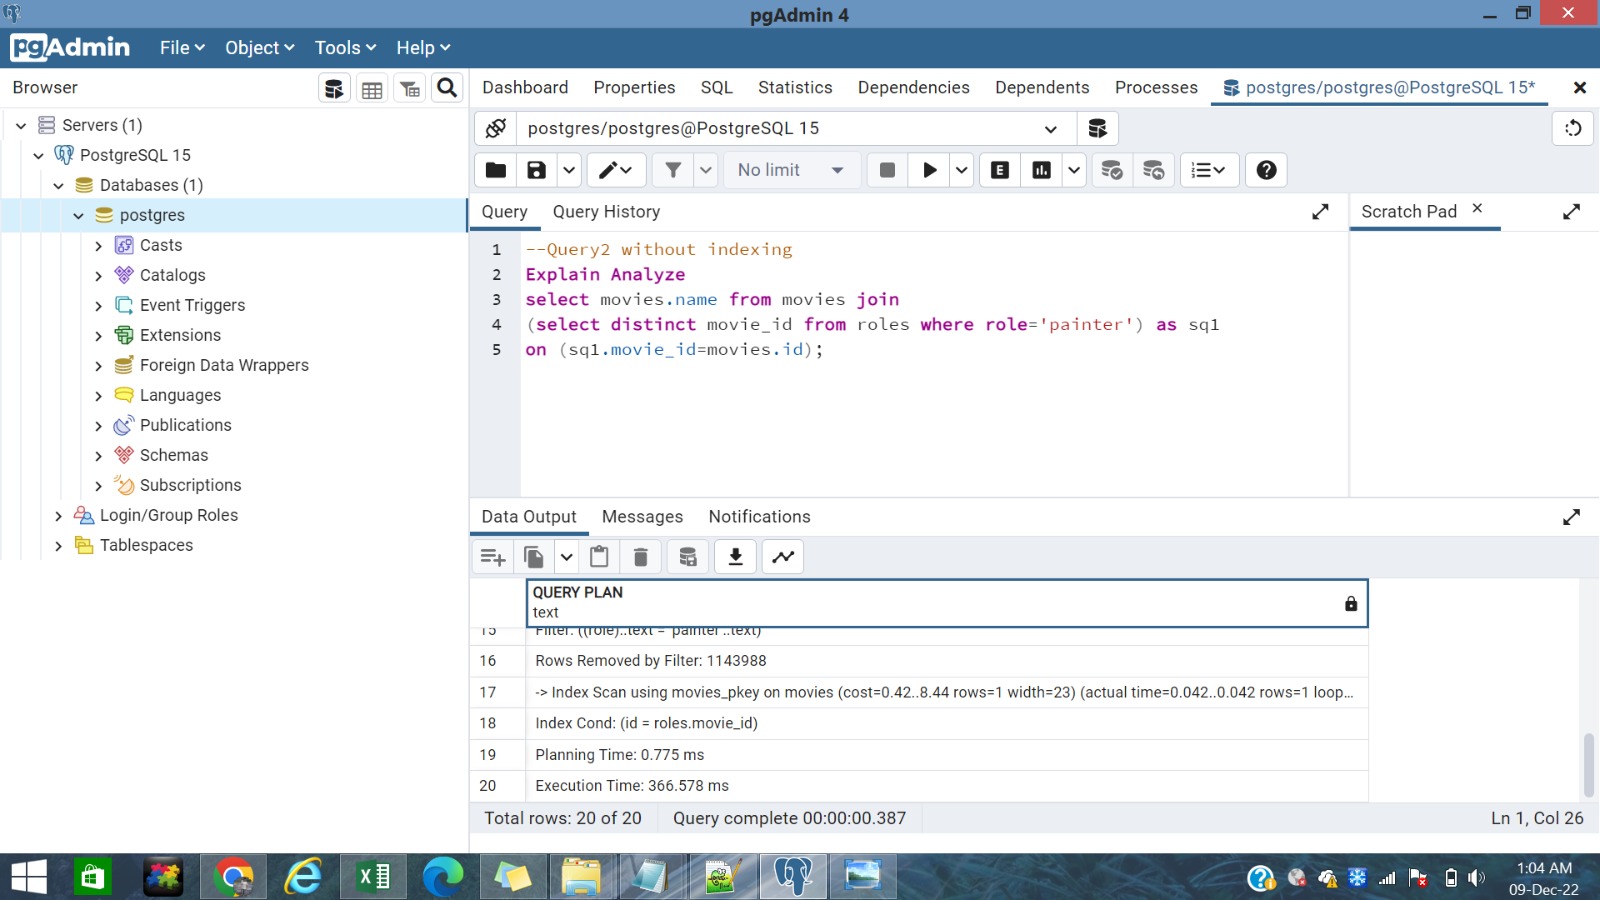 pgAdmin 4
pgAdmin File Object Tools Help
Browser
Dashboard Properties SQL Statistics Dependencies Dependents Processes postgres/postgres@PostgreSQL 15*
Servers (1)
PostgreSQL 15
Databases (1)
postgres
Casts
Catalogs
Event Triggers
Extensions
Foreign Data Wrappers
Languages
Publications
Schemas
Subscriptions
Login/Group Roles
Tablespaces
postgres/postgres@PostgreSQL 15
No limit
E
Query Query History
Scratch Pad
1 --Query2 without indexing
2 Explain Analyze
3 select movies.name from movies join
4 (select distinct movie_id from roles where role='painter') as sq1
5 on (sq1.movie_id=movies.id);
Data Output Messages Notifications
QUERY PLAN
text
15 Filter: ((role)::text = 'painter'::text)
16 Rows Removed by Filter: 1143988
17 -> Index Scan using movies_pkey on movies (cost=0.42..8.44 rows=1 width=23) (actual time=0.042..0.042 rows=1 loop...
18 Index Cond: (id = roles.movie_id)
19 Planning Time: 0.775 ms
20 Execution Time: 366.578 ms
Total rows: 20 of 20 Query complete 00:00:00.387 Ln 1, Col 26
1:04 AM
09-Dec-22